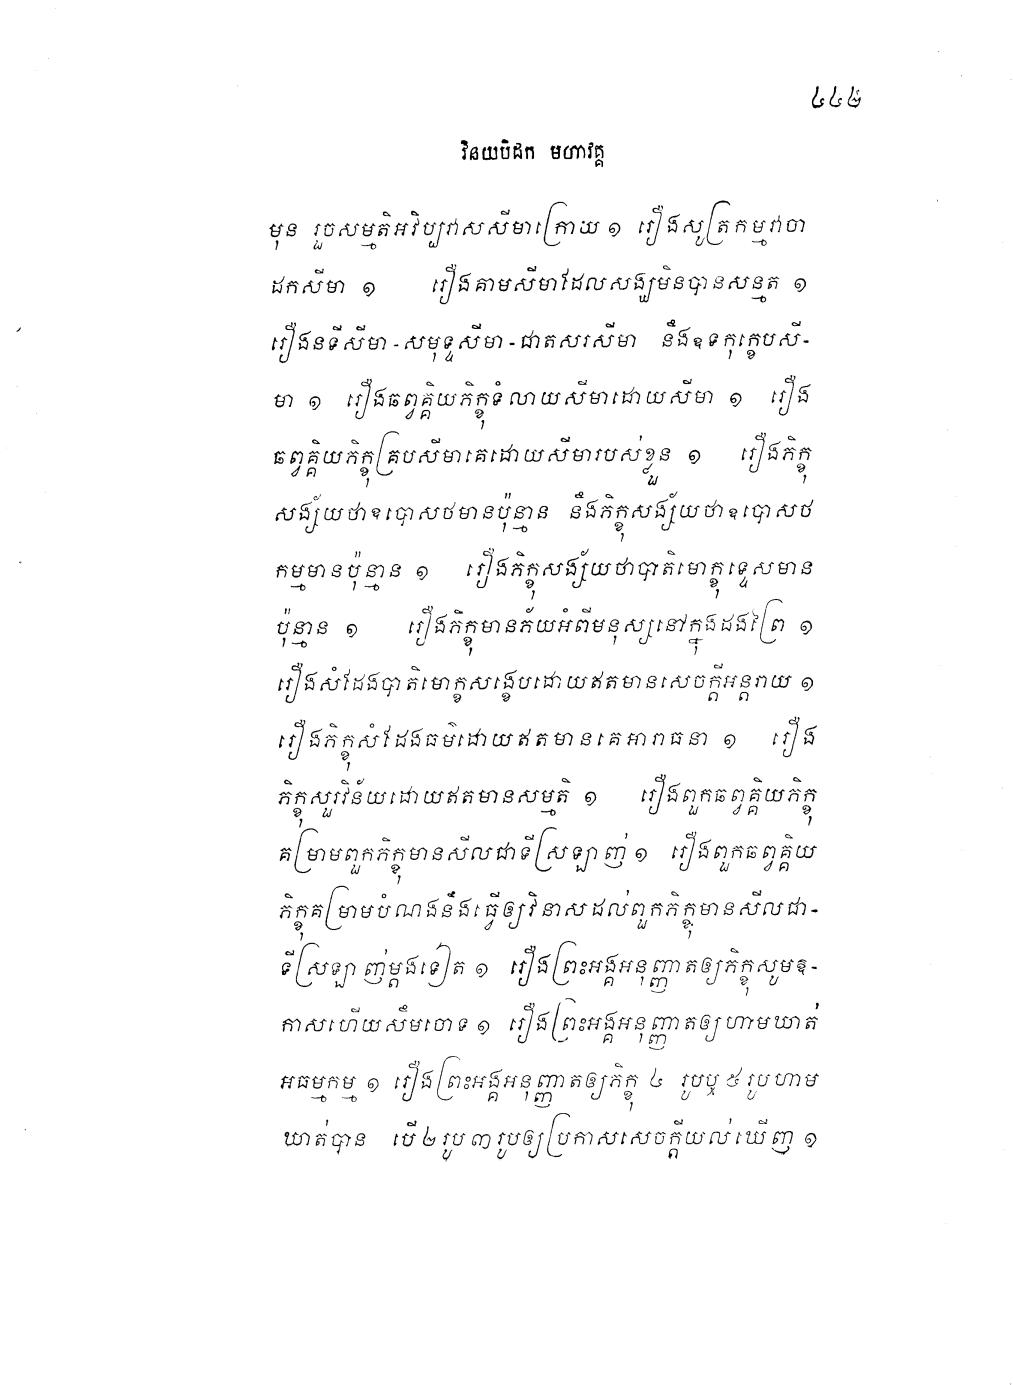 ៤៤២
វិនយបិដក មហាវគ្គ
មុន រួចសម្មតិអវិប្បវាសសីមាក្រោយ ១ រឿងសូត្រកម្មវាចា
ដកសីមា ១ រឿងគាមសីមាដែលសង្ឃមិនបានសន្មត ១
រឿងនទីសីមា-សមុទ្ទសីមា-ជាតសរសីមា នឹងឧទកុក្ខេបសី-
មា ១ រឿងឆព្វគ្គិយភិក្ខុទំលាយសីមាដោយសីមា ១ រឿង
ឆព្វគ្គិយភិក្ខុគ្របសីមាគេដោយសីមារបស់ខ្លួន ១ រឿងភិក្ខុ
សង្ស័យថាឧបោសថមានប៉ុន្មាន នឹងភិក្ខុសង្ស័យថាឧបោសថ
កម្មមានប៉ុន្មាន ១ រឿងភិក្ខុសង្ស័យថាបាតិមោក្ខុទ្ទេសមាន
ប៉ុន្មាន ១ រឿងភិក្ខុមានភ័យអំពីមនុស្សនៅក្នុងដងព្រៃ ១
រឿងសំដែងបាតិមោក្ខសង្ខេបដោយឥតមានសេចក្តីអន្តរាយ ១
រឿងភិក្ខុសំដែងធម៌ដោយឥតមានគេអារាធនា ១ រឿង
ភិក្ខុសួរវិន័យដោយឥតមានសម្មតិ ១ រឿងពួកឆព្វគ្គិយភិក្ខុ
គម្រាមពួកភិក្ខុមានសីលជាទីស្រឡាញ់ ១ រឿងពួកឆព្វគ្គិយ
ភិក្ខុគម្រាមបំណងនឹងធ្វើឲ្យវិនាសដល់ពួកភិក្ខុមានសីលជា-
ទីស្រឡាញ់ម្តងទៀត ១ រឿងព្រះអង្គអនុញ្ញាតឲ្យភិក្ខុសូមឱ-
កាសហើយសឹមចោទ ១ រឿងព្រះអង្គអនុញ្ញាតឲ្យហាមឃាត់
អធម្មកម្ម ១ រឿងព្រះអង្គអនុញ្ញាតឲ្យភិក្ខុ ៤ រូបឬ ៥ រូបហាម
ឃាត់បាន បើ ២ រូប ៣ រូបឲ្យប្រកាសសេចក្តីយល់ឃើញ ១